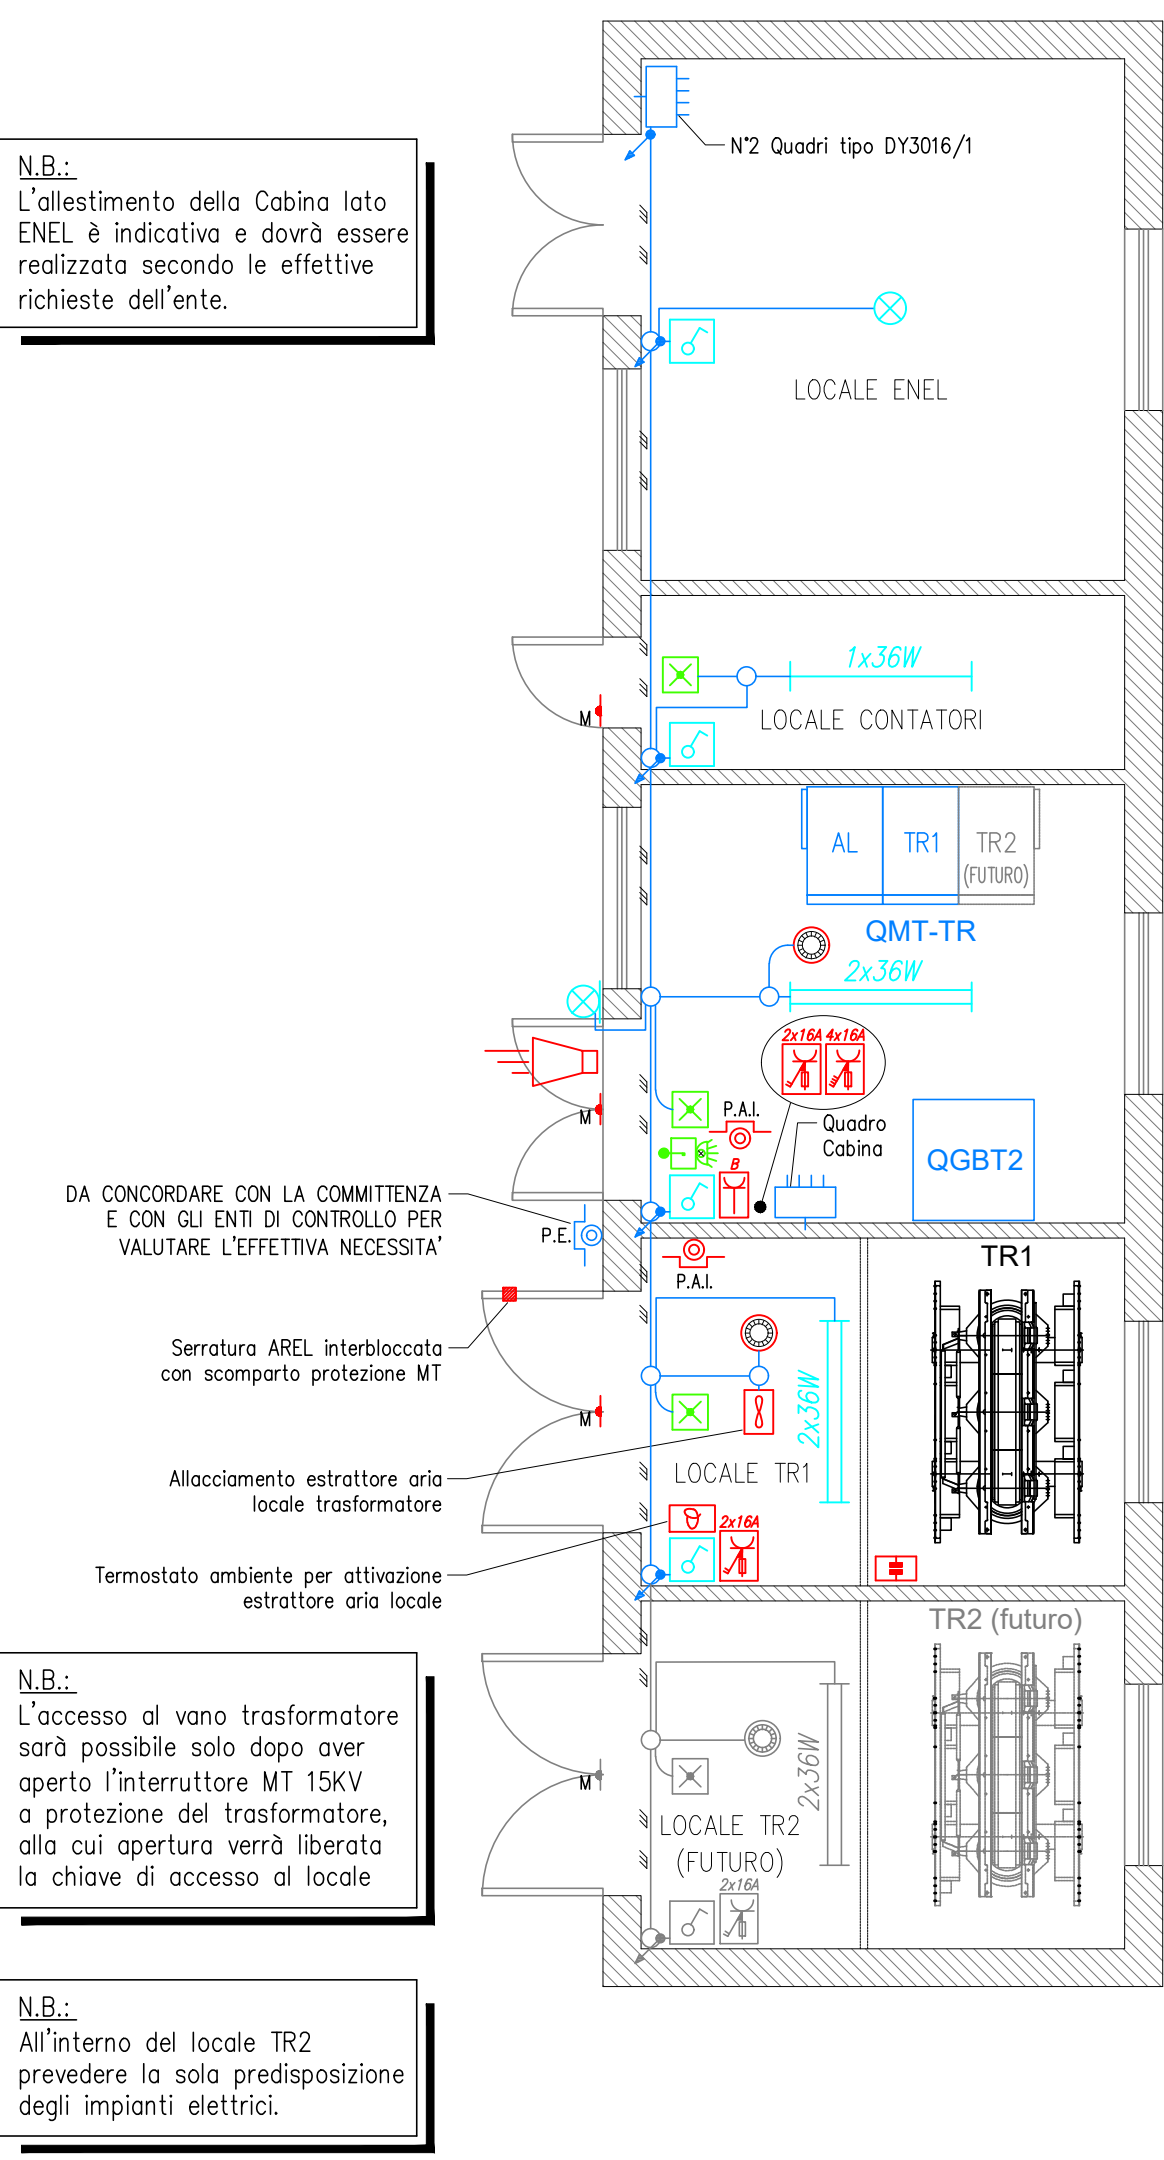 N°2 Quadri tipo DY3016/1
N.B.:
L'allestimento della Cabina lato
ENEL è indicativa e dovrà essere
realizzata secondo le effettive
richieste dell'ente.
LOCALE ENEL
1x36W
LOCALE CONTATORI
M
AL
TR1
TR2
(FUTURO)
QMT-TR
2x36W
2x16A 4x16A
M
P.A.I.
Quadro
Cabina
B
QGBT2
DA CONCORDARE CON LA COMMITTENZA
E CON GLI ENTI DI CONTROLLO PER
VALUTARE L'EFFETTIVA NECESSITA'
P.E.
P.A.I.
TR1
Serratura AREL interbloccata
con scomparto protezione MT
M
2x36W
Allacciamento estrattore aria
locale trasformatore
LOCALE TR1
2x16A
Termostato ambiente per attivazione
estrattore aria locale
TR2 (futuro)
N.B.:
L'accesso al vano trasformatore
sarà possibile solo dopo aver
aperto l'interruttore MT 15KV
a protezione del trasformatore,
alla cui apertura verrà liberata
la chiave di accesso al locale
M
2x36W
LOCALE TR2
(FUTURO)
2x16A
N.B.:
All'interno del locale TR2
prevedere la sola predisposizione
degli impianti elettrici.